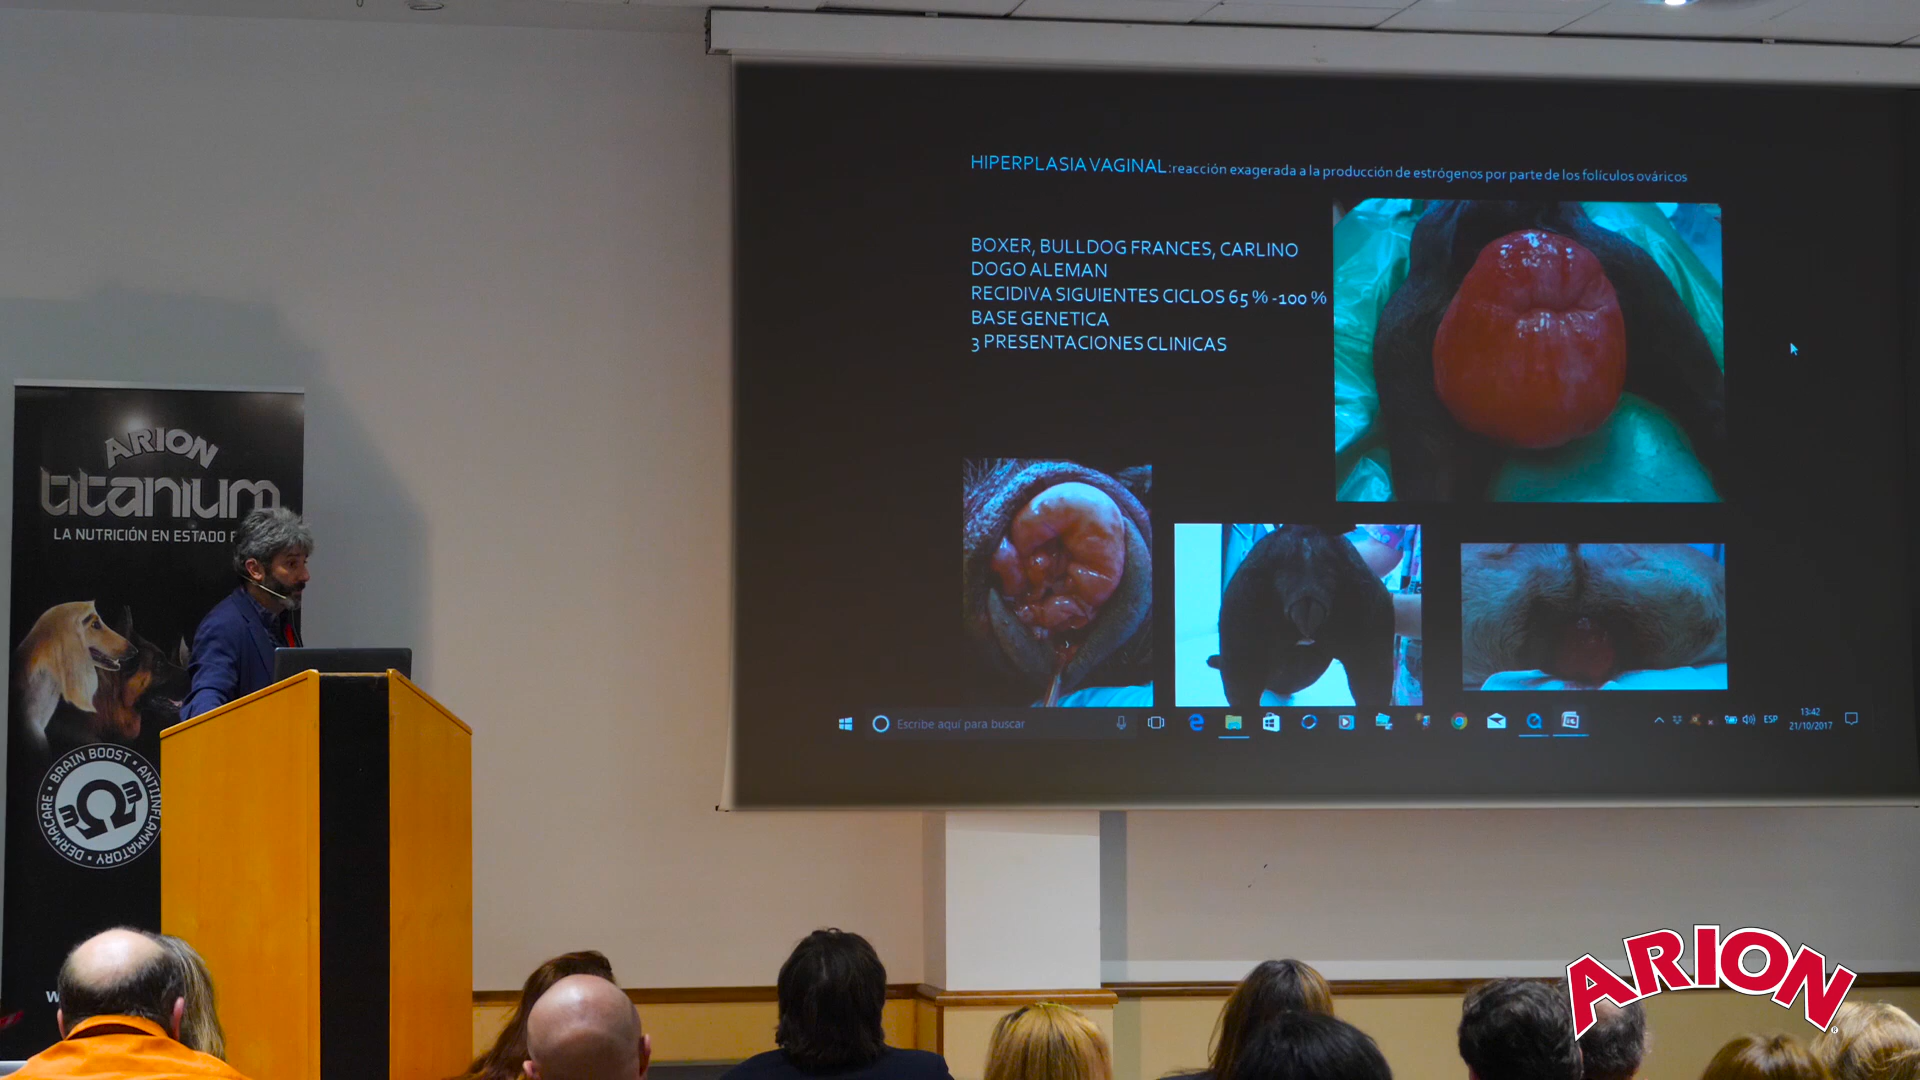 HIPERPLASIA VAGINAL:reacción exagerada a la producción de estrógenos por parte de los folículos ováricos
BOXER, BULLDOG FRANCES, CARLINO
DOGO ALEMAN
RECIDIVA SIGUIENTES CICLOS 65 % -100 %
BASE GENETICA
3 PRESENTACIONES CLINICAS
Escribe aquí para buscar
ESP
13:42
21/10/2017
ARION
titanium
LA NUTRICIÓN EN ESTADO
BRAIN BOOST • ANTIINFLAMMATORY • DERMACARE •
3Ω3
W
ARION
®